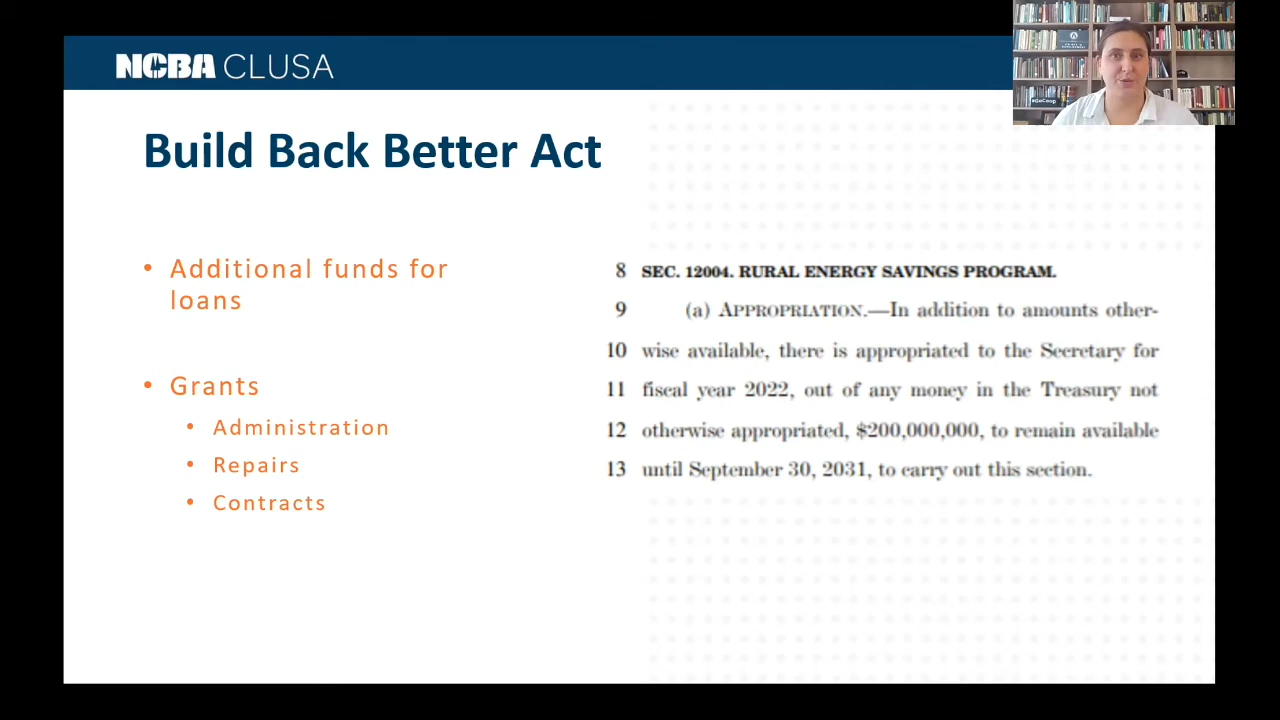 NCBA CLUSA
#GoCoop
Build Back Better Act
• Additional funds for
loans
• Grants
• Administration
• Repairs
• Contracts
8 SEC. 12004. RURAL ENERGY SAVINGS PROGRAM.
9 (a) APPROPRIATION.—In addition to amounts other-
10 wise available, there is appropriated to the Secretary for
11 fiscal year 2022, out of any money in the Treasury not
12 otherwise appropriated, $200,000,000, to remain available
13 until September 30, 2031, to carry out this section.